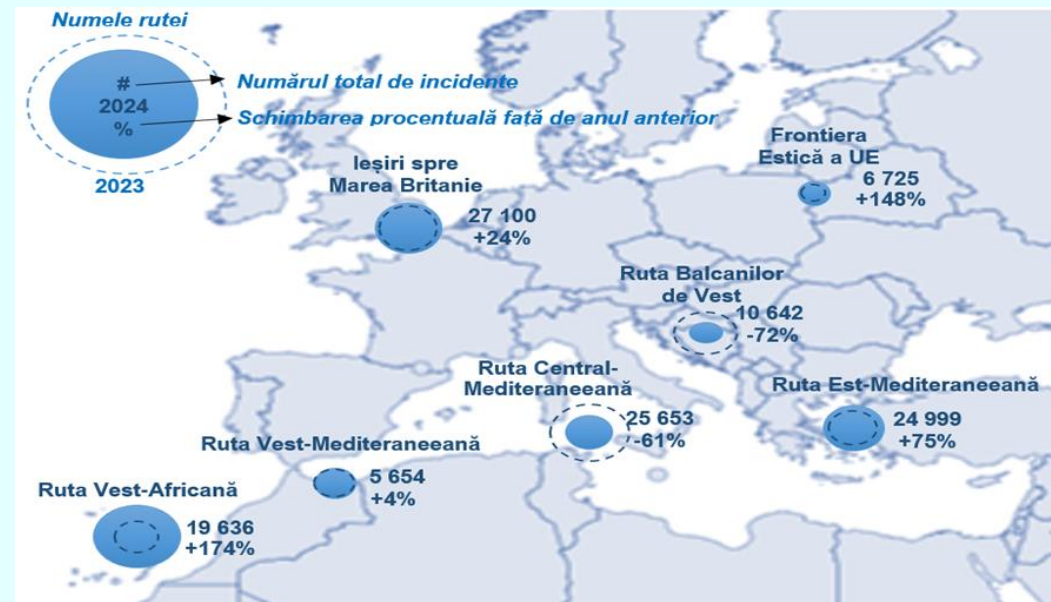 Numele rutei
#
2024
%
2023
Numărul total de incidente
Schimbarea procentuală față de anul anterior
Ieșiri spre
Marea Britanie
27 100
+24%
Frontiera
Estică a UE
6 725
+148%
Ruta Balcanilor
de Vest
10 642
-72%
Ruta Central-
Mediteraneeană
25 653
-61%
Ruta Est-Mediteraneeană
24 999
+75%
Ruta Vest-Mediteraneeană
5 654
+4%
Ruta Vest-Africană
19 636
+174%